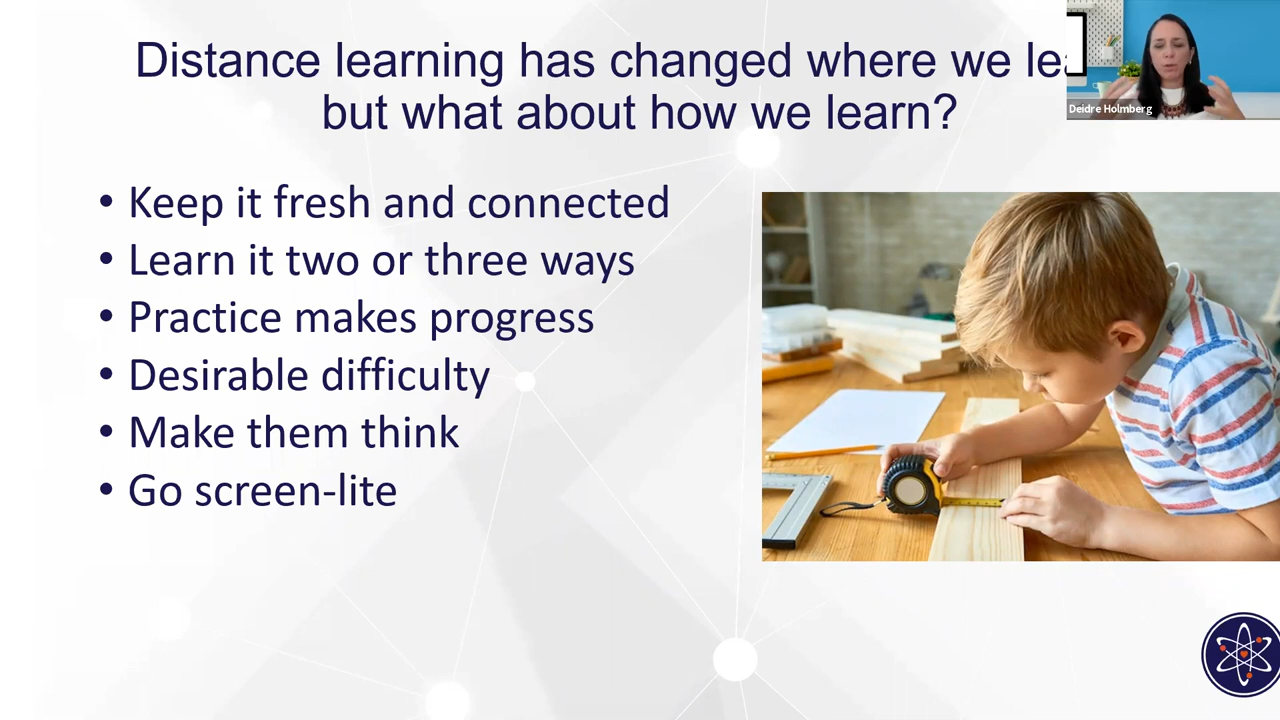 Distance learning has changed where we
but what about how we learn?
Deidre Holmberg
• Keep it fresh and connected
• Learn it two or three ways
• Practice makes progress
• Desirable difficulty
• Make them think
• Go screen-lite